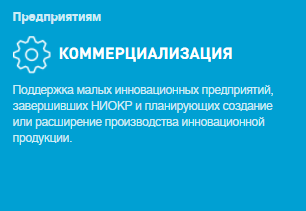 Предприятиям
КОММЕРЦИАЛИЗАЦИЯ
Поддержка малых инновационных предприятий,
завершивших НИОКР и планирующих создание
или расширение производства инновационной
продукции.